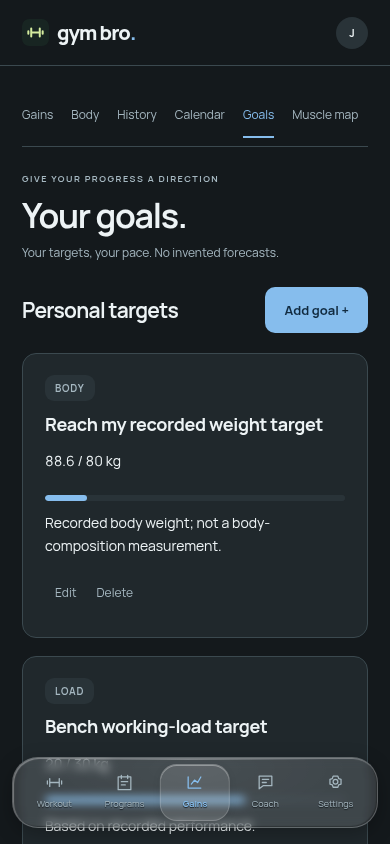 gym bro.
J
Gains Body History Calendar Goals Muscle map
GIVE YOUR PROGRESS A DIRECTION
Your goals.
Your targets, your pace. No invented forecasts.
Personal targets
Add goal +
BODY
Reach my recorded weight target
88.6 / 80 kg
Recorded body weight; not a body-
composition measurement.
Edit Delete
LOAD
Bench working-load target
20 / 30 kg
Workout Programs Gains Coach Settings
Based on recorded performance.